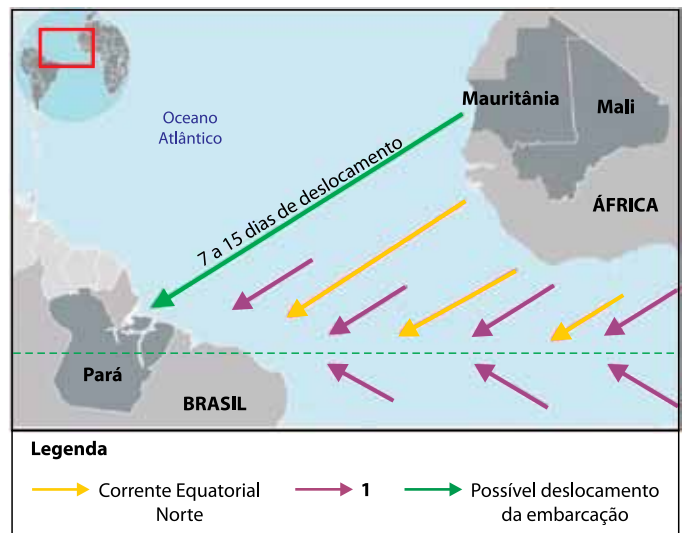 Mauritânia
Mali
Oceano
Atlântico
7 a 15 dias de deslocamento
ÁFRICA
Pará
BRASIL
Legenda
Corrente Equatorial
Norte
1
Possível deslocamento
da embarcação